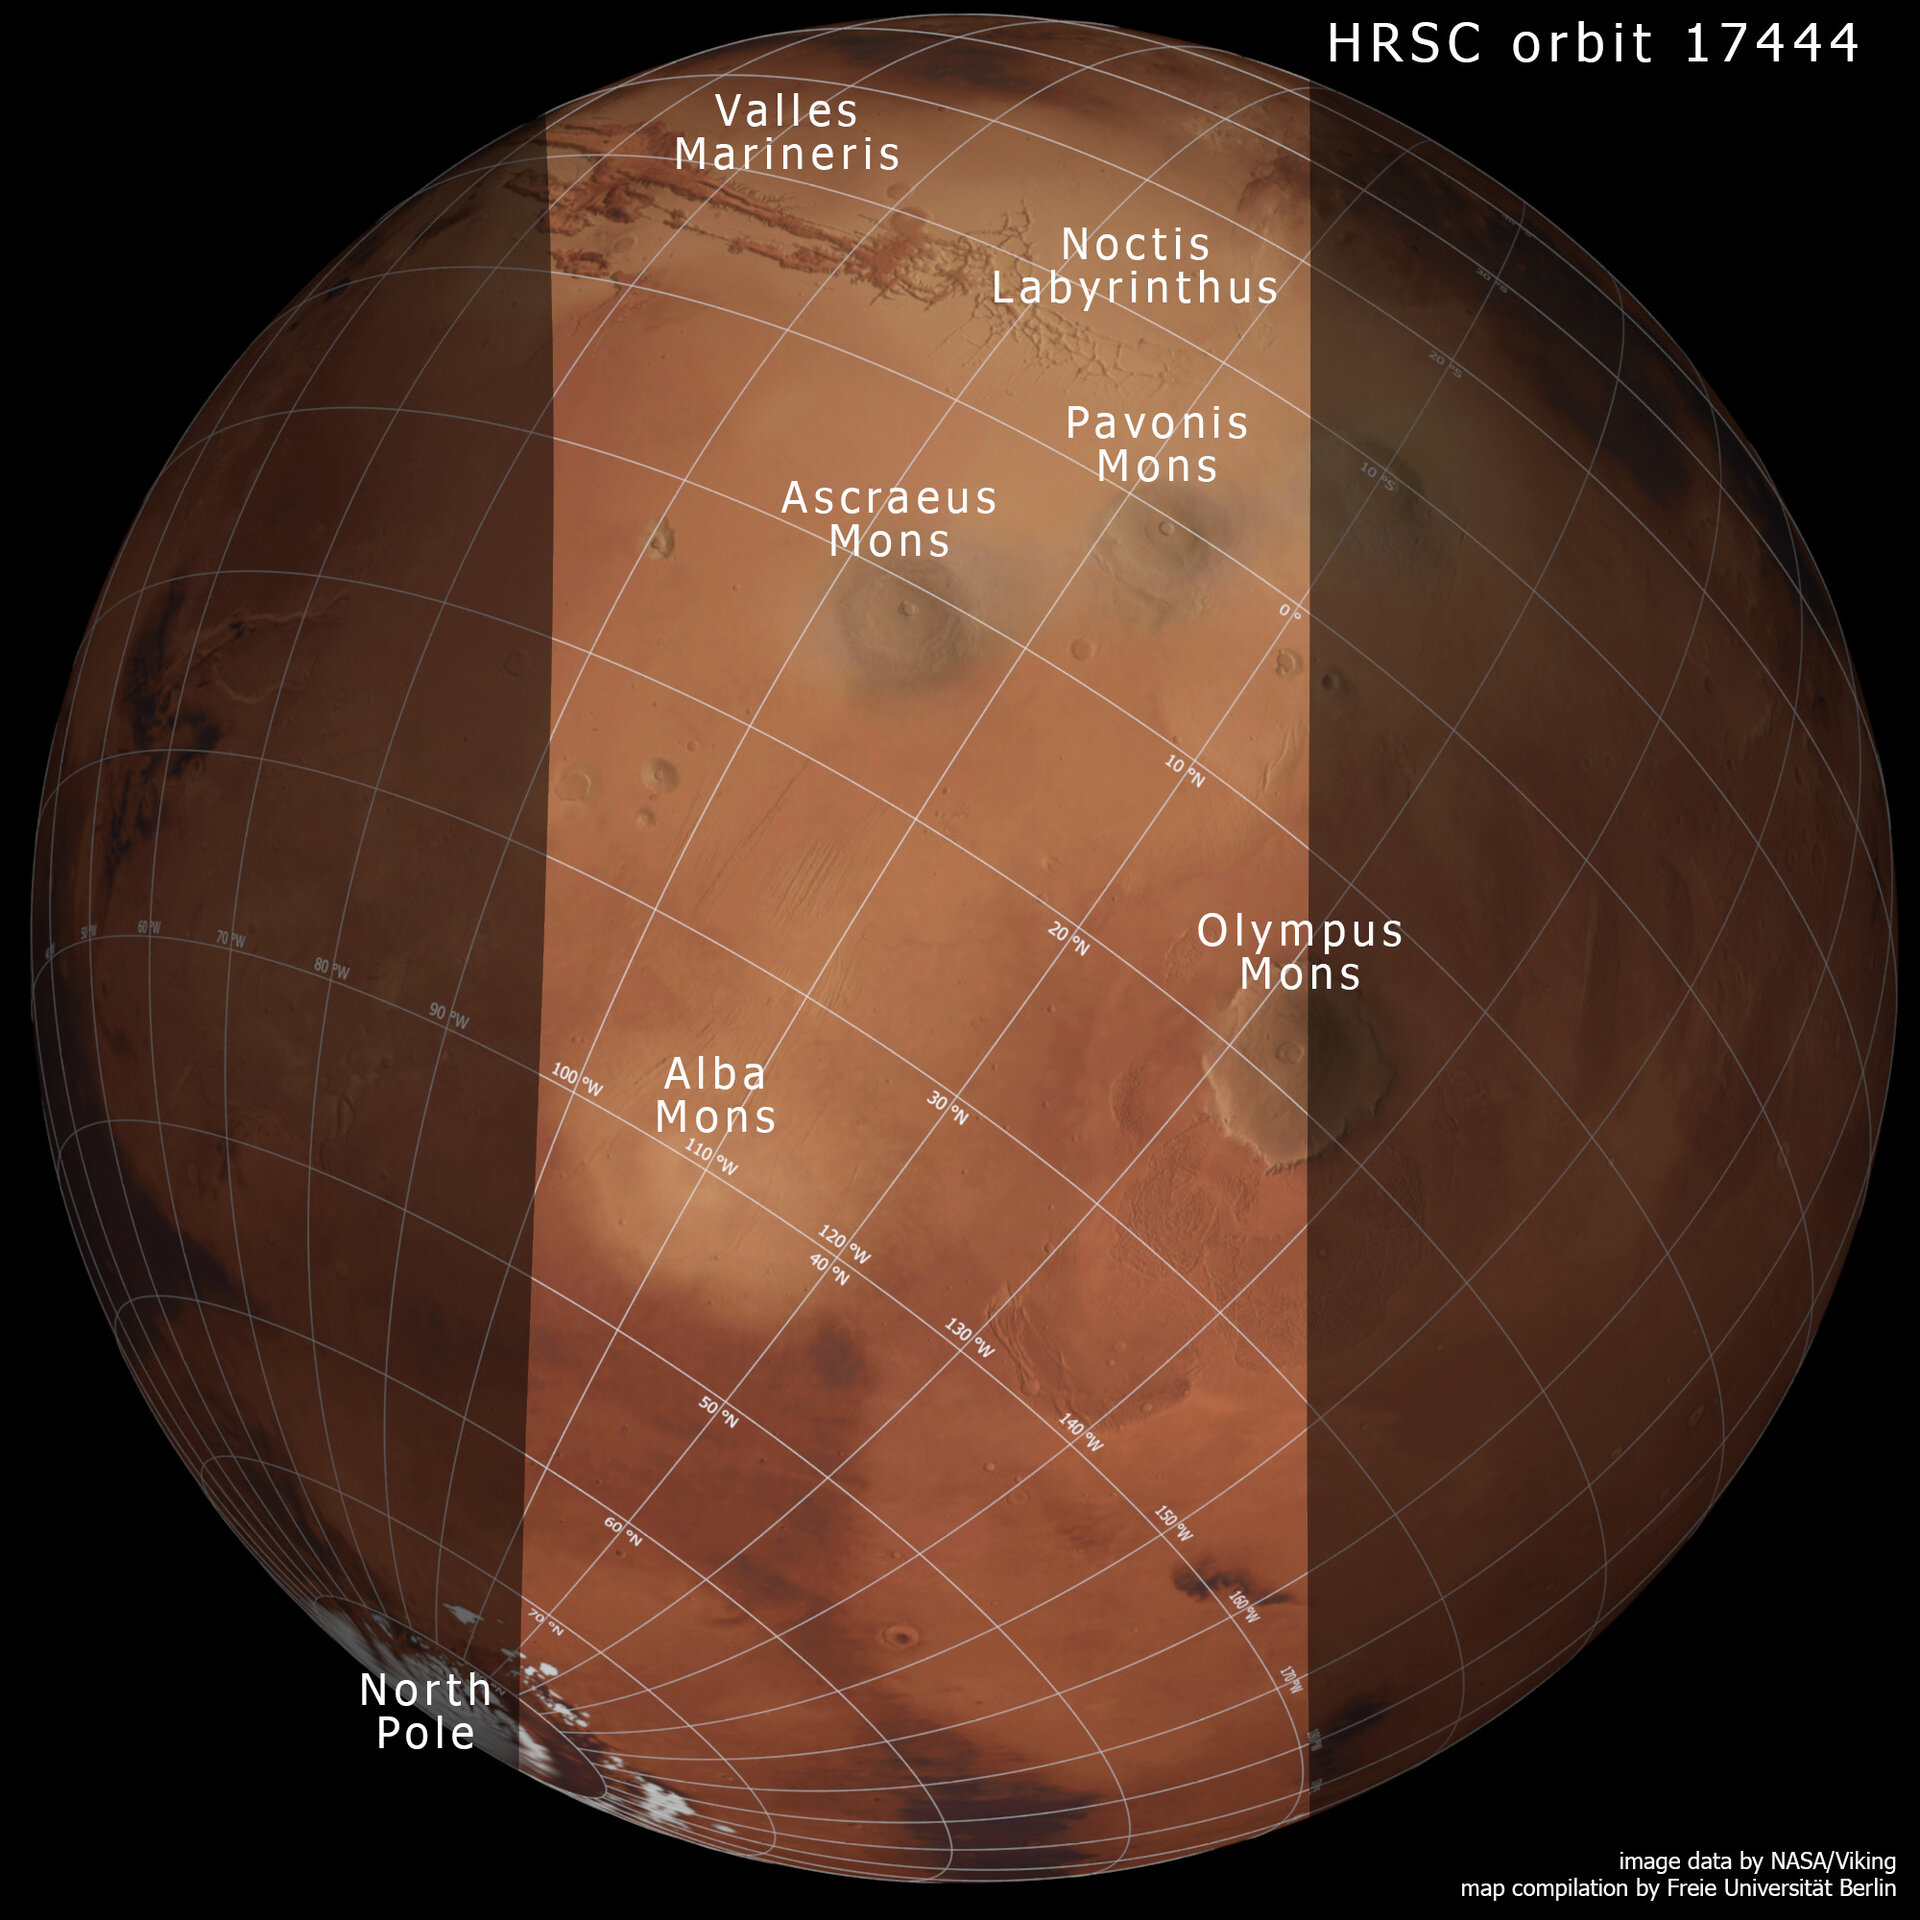 HRSC orbit 17444
Valles
Marineris
Noctis
Labyrinthus
30 °S
20 °S
Pavonis
Mons
10 °S
Ascraeus
Mons
0 °
10 °N
Olympus
Mons
20 °N
50 °W
60 °W
70 °W
80 °W
90 °W
100 °W
Alba
Mons
30 °N
110 °W
120 °W
40 °N
130 °W
50 °N
140 °W
60 °N
150 °W
160 °W
70 °N
170 °W
North
Pole
image data by NASA/Viking
map compilation by Freie Universität Berlin